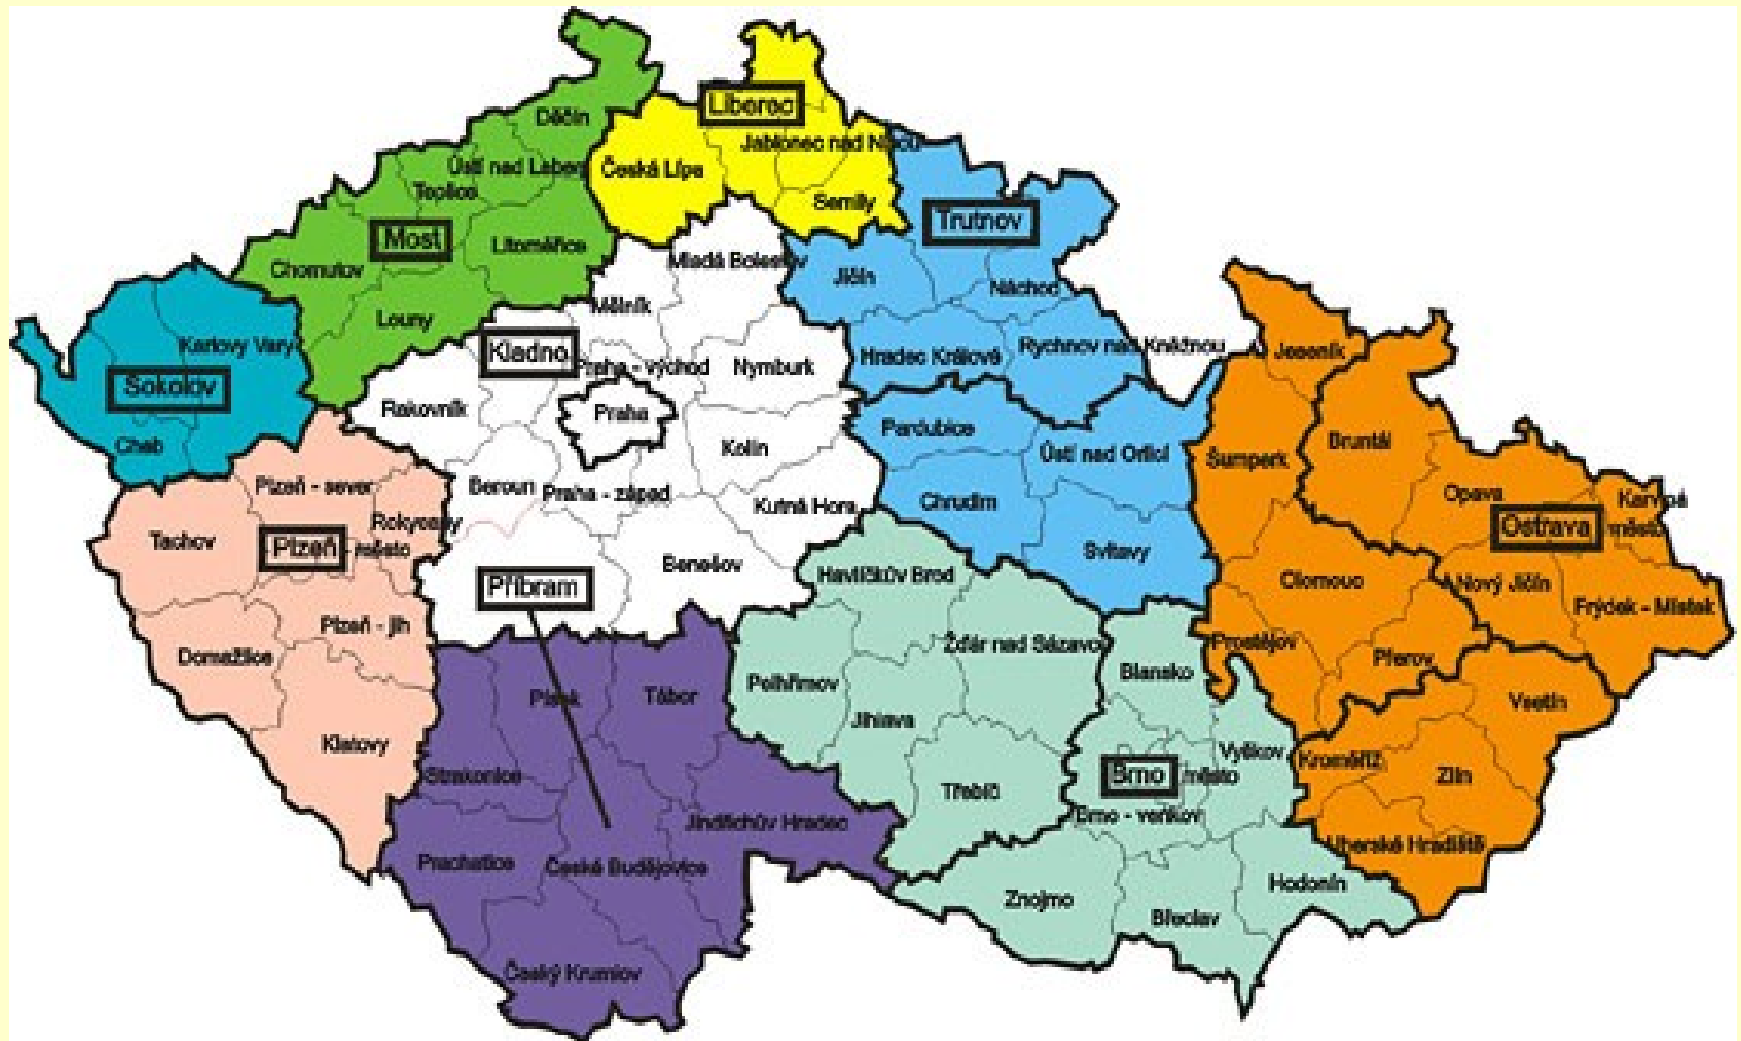 Děčín
Liberec
Ústí nad Labem
Česká Lípa
Jablonec nad Nisou
Teplice
Semily
Most
Litoměřice
Trutnov
Chomutov
Mladá Boleslav
Jičín
Náchod
Louny
Mělník
Karlovy Vary
Kladno
Praha - východ
Nymburk
Hradec Králové
Rychnov nad Kněžnou
Jeseník
Sokolov
Rakovník
Praha
Pardubice
Cheb
Kolín
Ústí nad Orlicí
Šumperk
Bruntál
Plzeň - sever
Beroun
Praha - západ
Kutná Hora
Chrudim
Opava
Karviná
Rokycany
Tachov
Plzeň - město
Ostrava město
Svitavy
Benešov
Příbram
Havlíčkův Brod
Olomouc
Nový Jičín
Frýdek - Místek
Plzeň - jih
Domažlice
Žďár nad Sázavou
Prostějov
Blansko
Přerov
Písek
Tábor
Pelhřimov
Vsetín
Klatovy
Jihlava
Vyškov
Kroměříž
Strakonice
Brno město
Zlín
Třebíč
Brno - venkov
Jindřichův Hradec
Uherské Hradiště
Prachatice
České Budějovice
Hodonín
Znojmo
Břeclav
Český Krumlov